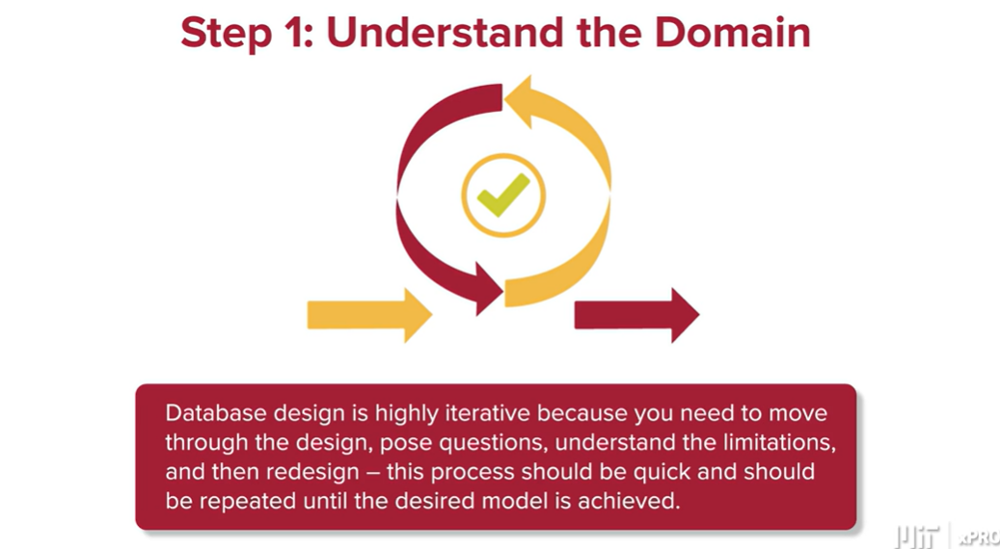 Step 1: Understand the Domain
Database design is highly iterative because you need to move
through the design, pose questions, understand the limitations,
and then redesign – this process should be quick and should
be repeated until the desired model is achieved.
MIT xPRO